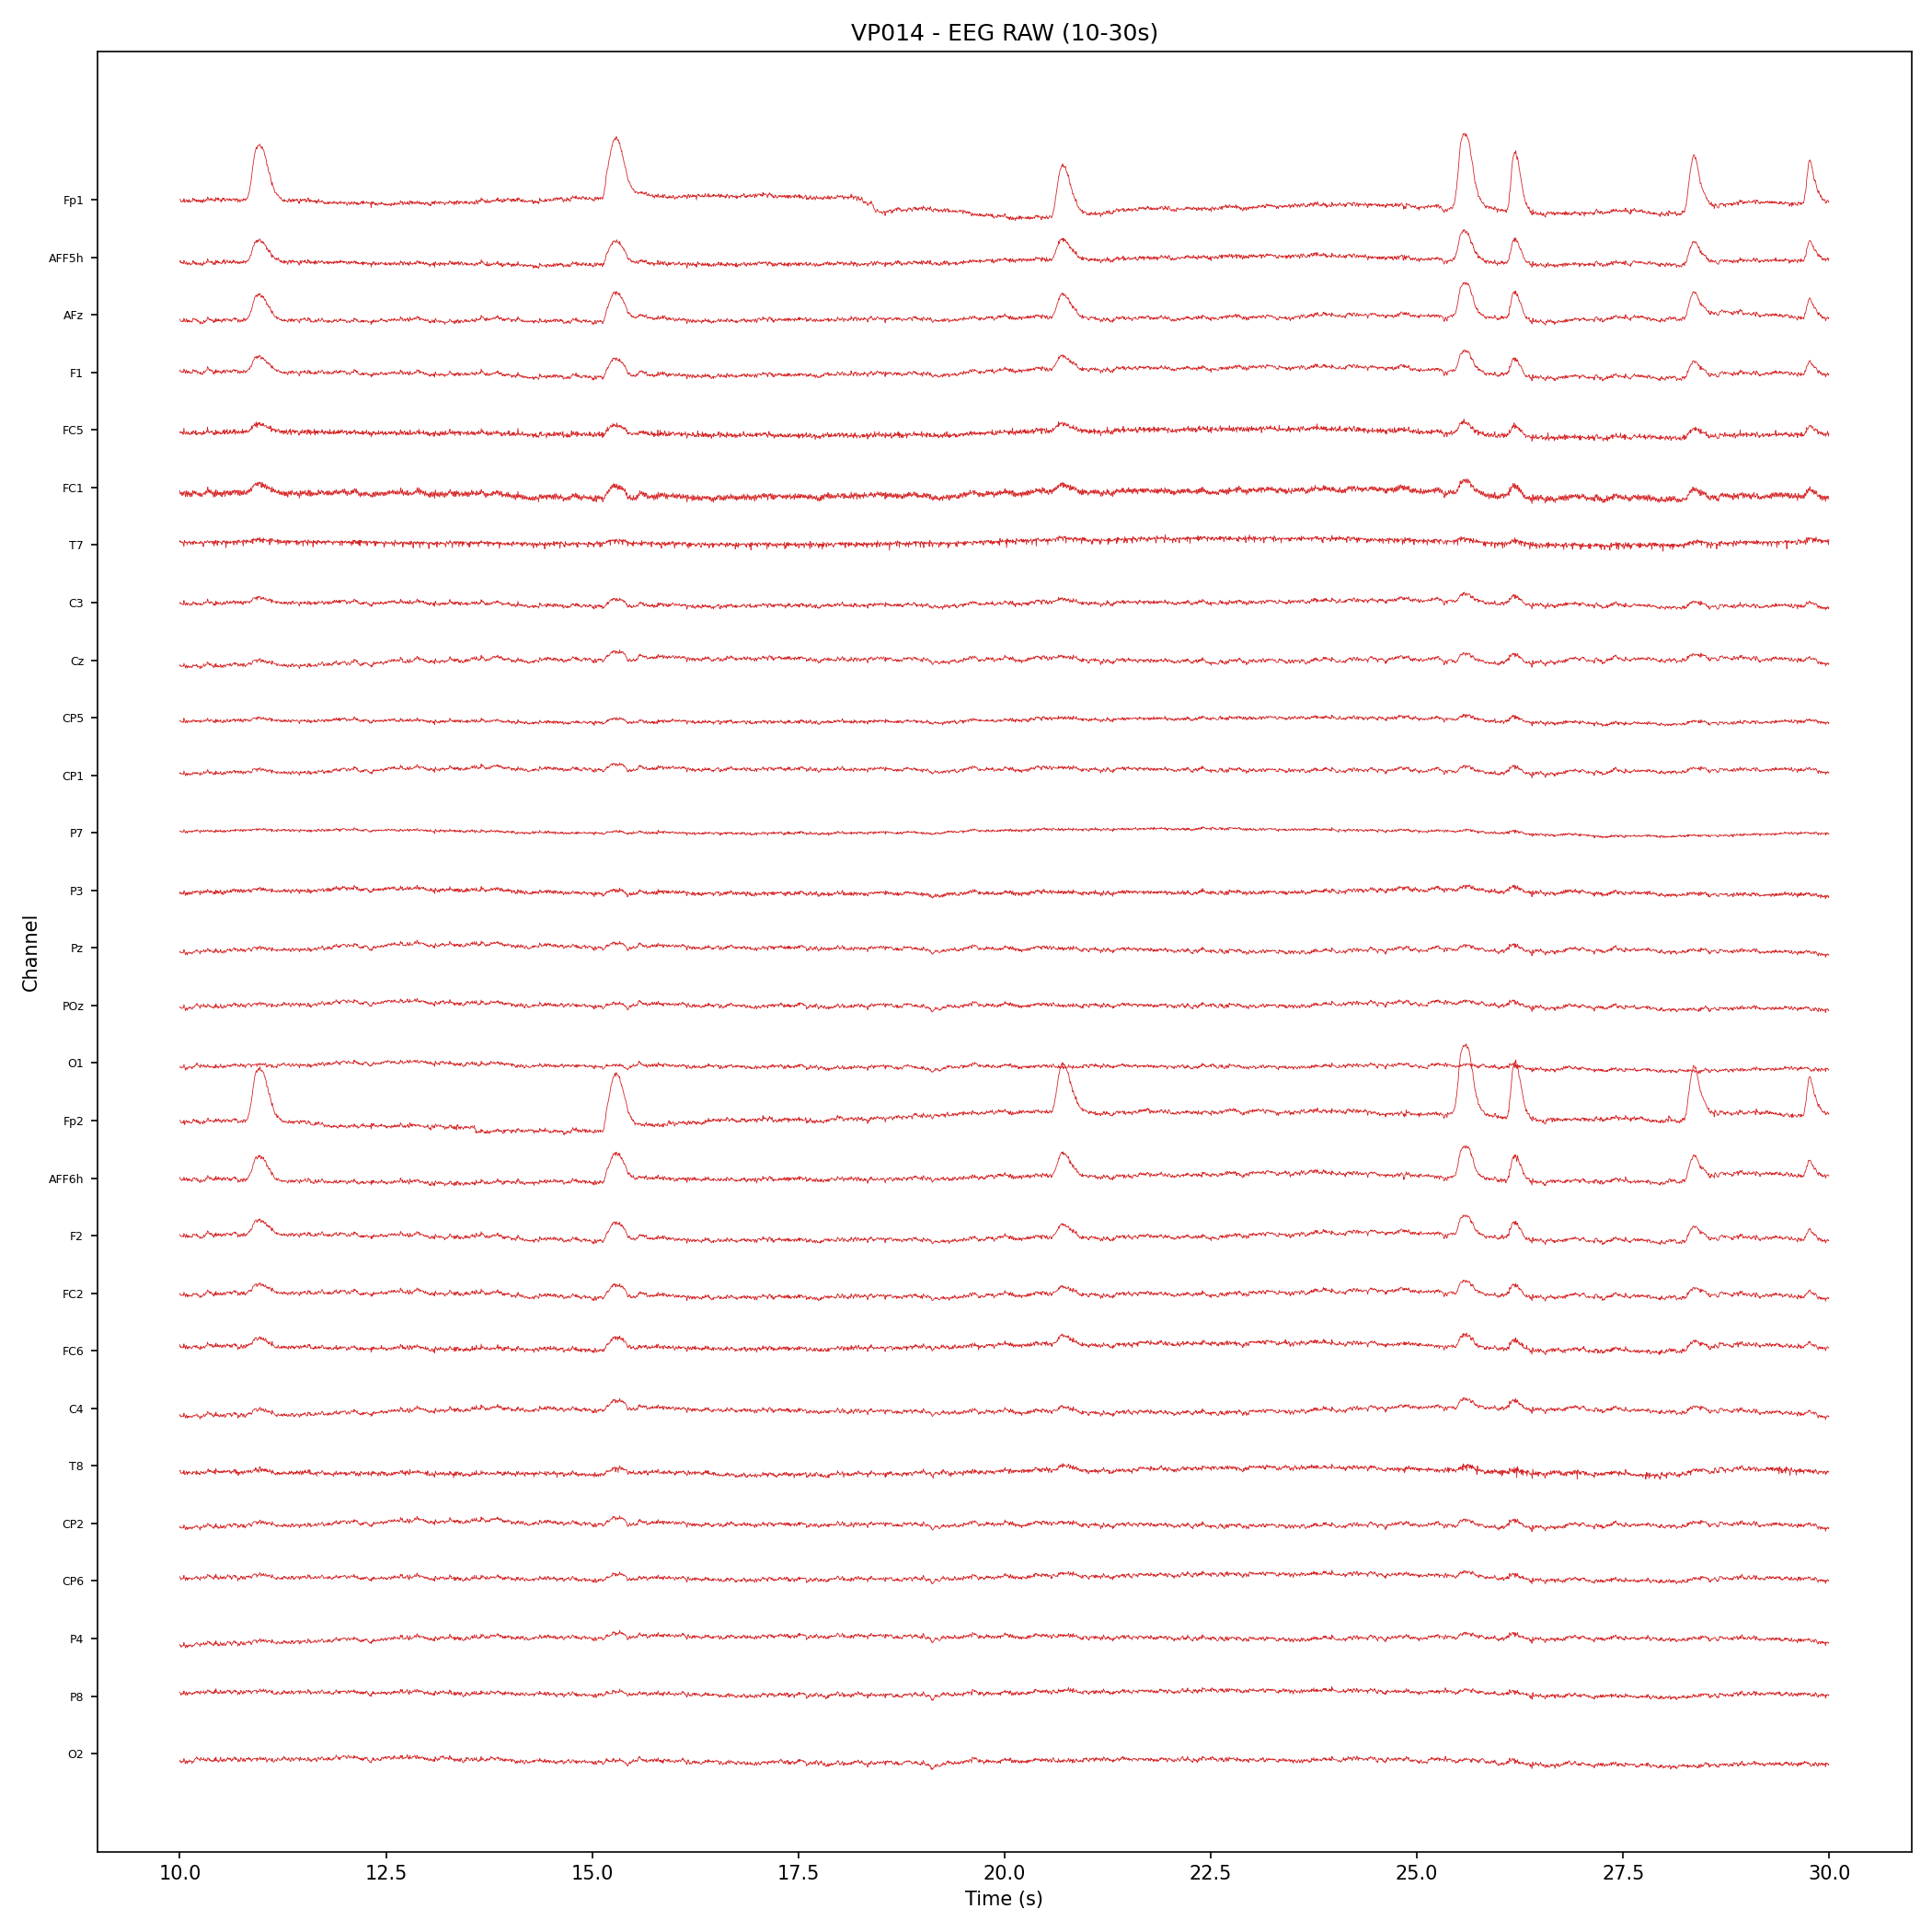 VP014 - EEG RAW (10-30s)
Fp1
AFF5h
AFz
F1
FC5
FC1
T7
C3
Cz
CP5
CP1
P7
P3
Pz
POz
O1
Fp2
AFF6h
F2
FC2
FC6
C4
T8
CP2
CP6
P4
P8
O2
Channel
10.0 12.5 15.0 17.5 20.0 22.5 25.0 27.5 30.0
Time (s)